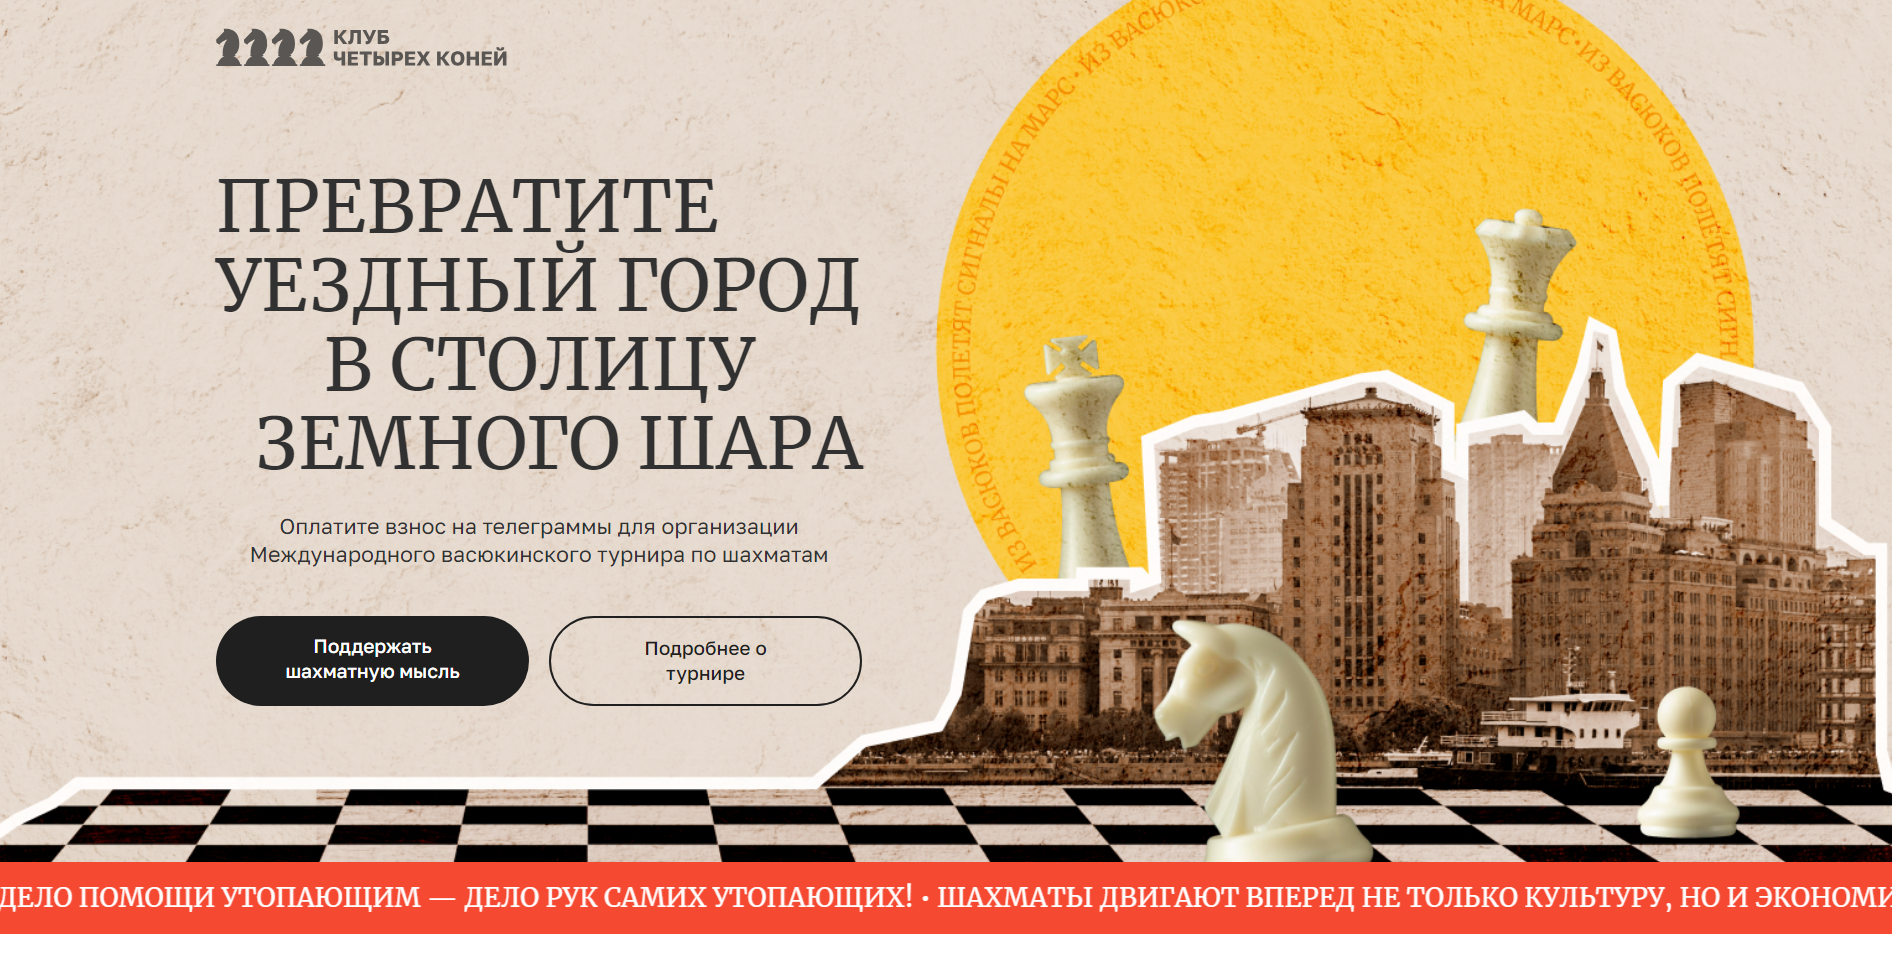 КЛУБ
ЧЕТЫРЕХ КОНЕЙ
ПРЕВРАТИТЕ
УЕЗДНЫЙ ГОРОД
В СТОЛИЦУ
ЗЕМНОГО ШАРА
Оплатите взнос на телеграммы для организации
Международного васюкинского турнира по шахматам
Поддержать
шахматную мысль
Подробнее о
турнире
ИЗ ВАСЮКОВ ПОЛЕТЯТ СИГНАЛЫ НА МАРС · ИЗ ВАСЮКО
НА МАРС · ИЗ ВАСЮКОВ ПОЛЕТЯТ СИГН
ДЕЛО ПОМОЩИ УТОПАЮЩИМ — ДЕЛО РУК САМИХ УТОПАЮЩИХ! · ШАХМАТЫ ДВИГАЮТ ВПЕРЕД НЕ ТОЛЬКО КУЛЬТУРУ, НО И ЭКОНОМИ